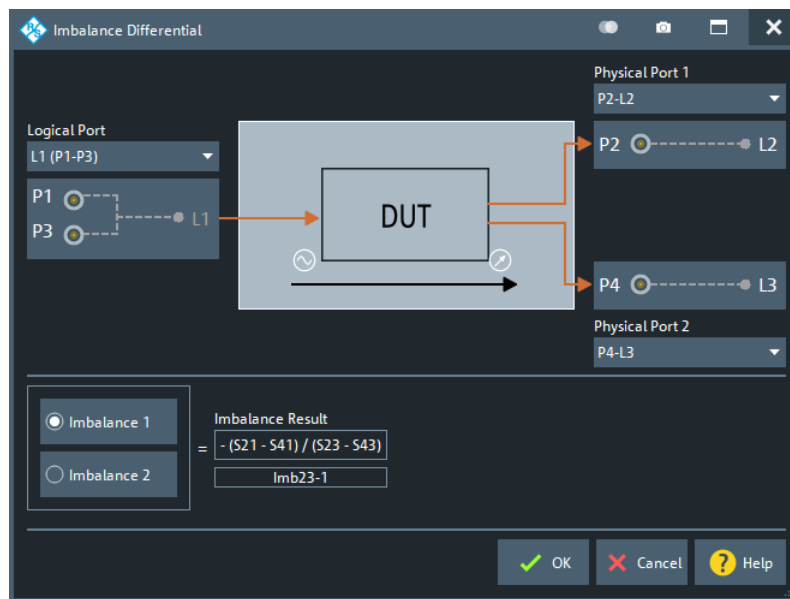 Imbalance Differential
Physical Port 1
P2-L2
Logical Port
L1 (P1-P3)
P2
L2
P1
P3
L1
DUT
P4
L3
Physical Port 2
P4-L3
Imbalance 1
Imbalance 2
=
Imbalance Result
- (S21 - S41) / (S23 - S43)
Imb23-1
OK
Cancel
? Help